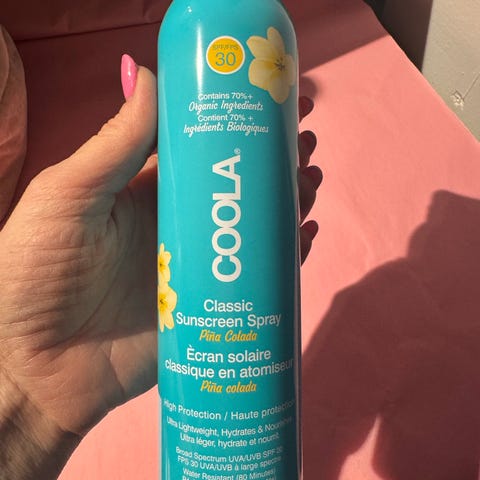 SPF/FPS
30
Contains 70%+
Organic Ingredients
Contient 70% +
Ingrédients Biologiques
COOLA®
Classic
Sunscreen Spray
Piña Colada
Écran solaire
classique en atomiseur
Piña colada
High Protection / Haute protection
Ultra Lightweight, Hydrates & Nourishes
Ultra léger, hydrate et nourrit.
Broad Spectrum UVA/UVB SPF 30
FPS 30 UVA/UVB à large spectre
Water Resistant (80 Minutes)